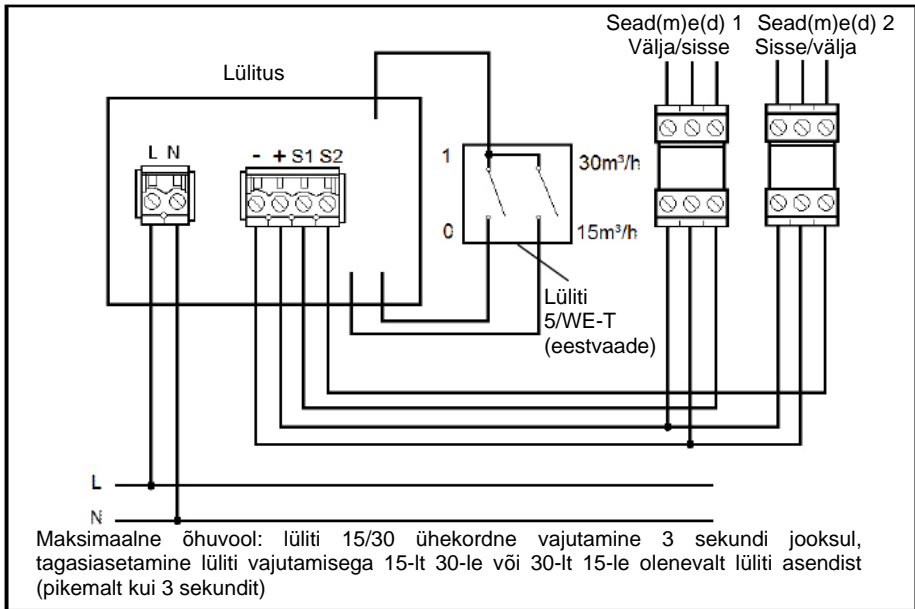 Sead(m)e(d) 1
Välja/sisse
Sead(m)e(d) 2
Sisse/välja
Lülitus
L N
- + S1 S2
1
30m³/h
0
15m³/h
Lüliti
5/WE-T
(eestvaade)
L
N
Maksimaalne õhuvool: lüliti 15/30 ühekordne vajutamine 3 sekundi jooksul,
tagasiasetamine lüliti vajutamisega 15-lt 30-le või 30-lt 15-le olenevalt lüliti asendist
(pikemalt kui 3 sekundit)